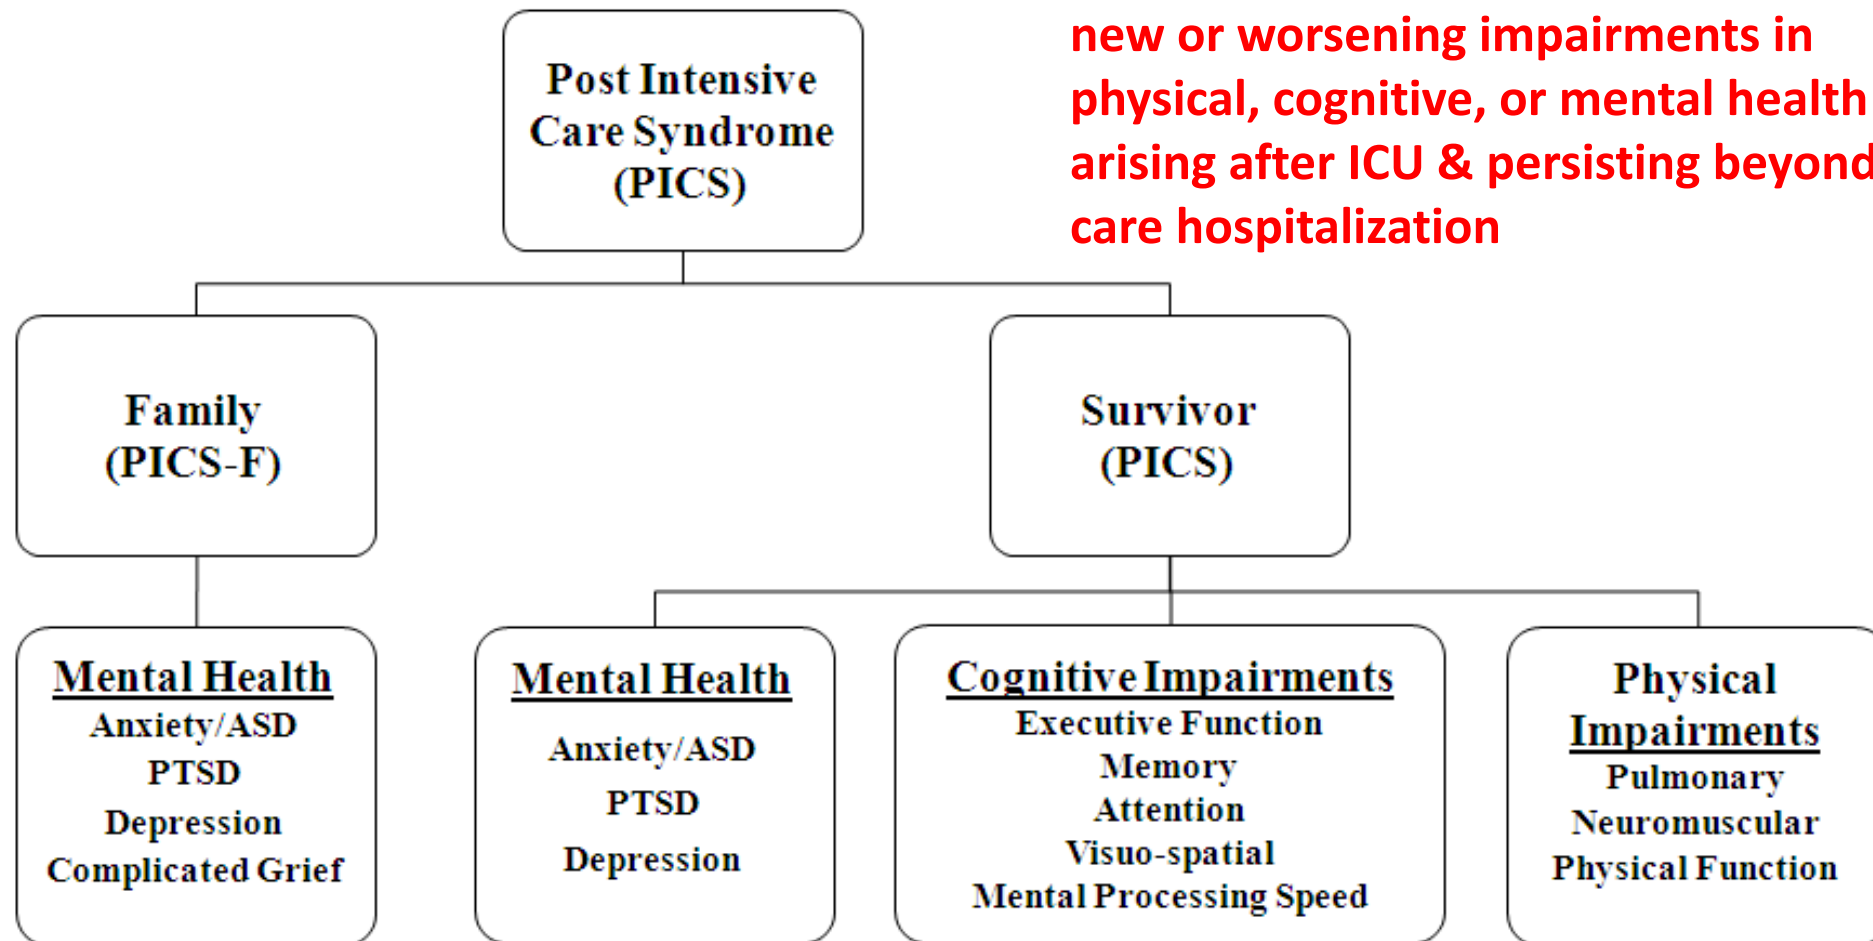 Post Intensive
Care Syndrome
(PICS)
new or worsening impairments in
physical, cognitive, or mental health
arising after ICU & persisting beyond
care hospitalization
Family
(PICS-F)
Survivor
(PICS)
Mental Health
Anxiety/ASD
PTSD
Depression
Complicated Grief
Mental Health
Anxiety/ASD
PTSD
Depression
Cognitive Impairments
Executive Function
Memory
Attention
Visuo-spatial
Mental Processing Speed
Physical
Impairments
Pulmonary
Neuromuscular
Physical Function